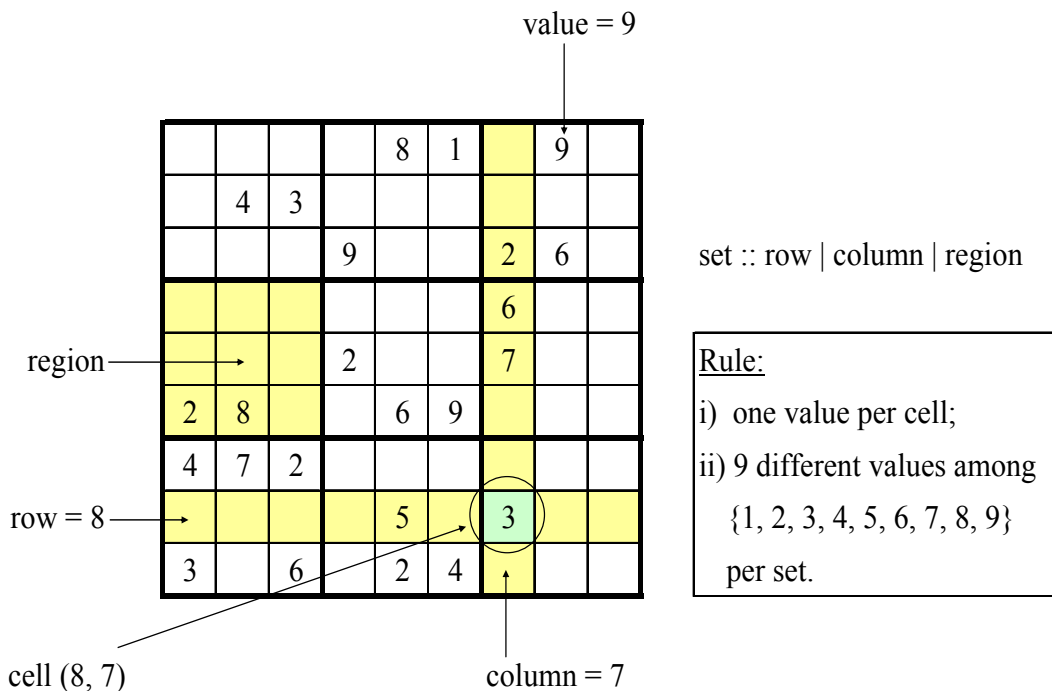 value = 9
8 1 9
4 3
9 2 6
set :: row | column | region
6
region
2 7
Rule:
2 8 6 9
i) one value per cell;
4 7 2
ii) 9 different values among
row = 8
5 3
{1, 2, 3, 4, 5, 6, 7, 8, 9}
3 6 2 4
per set.
cell (8, 7)
column = 7